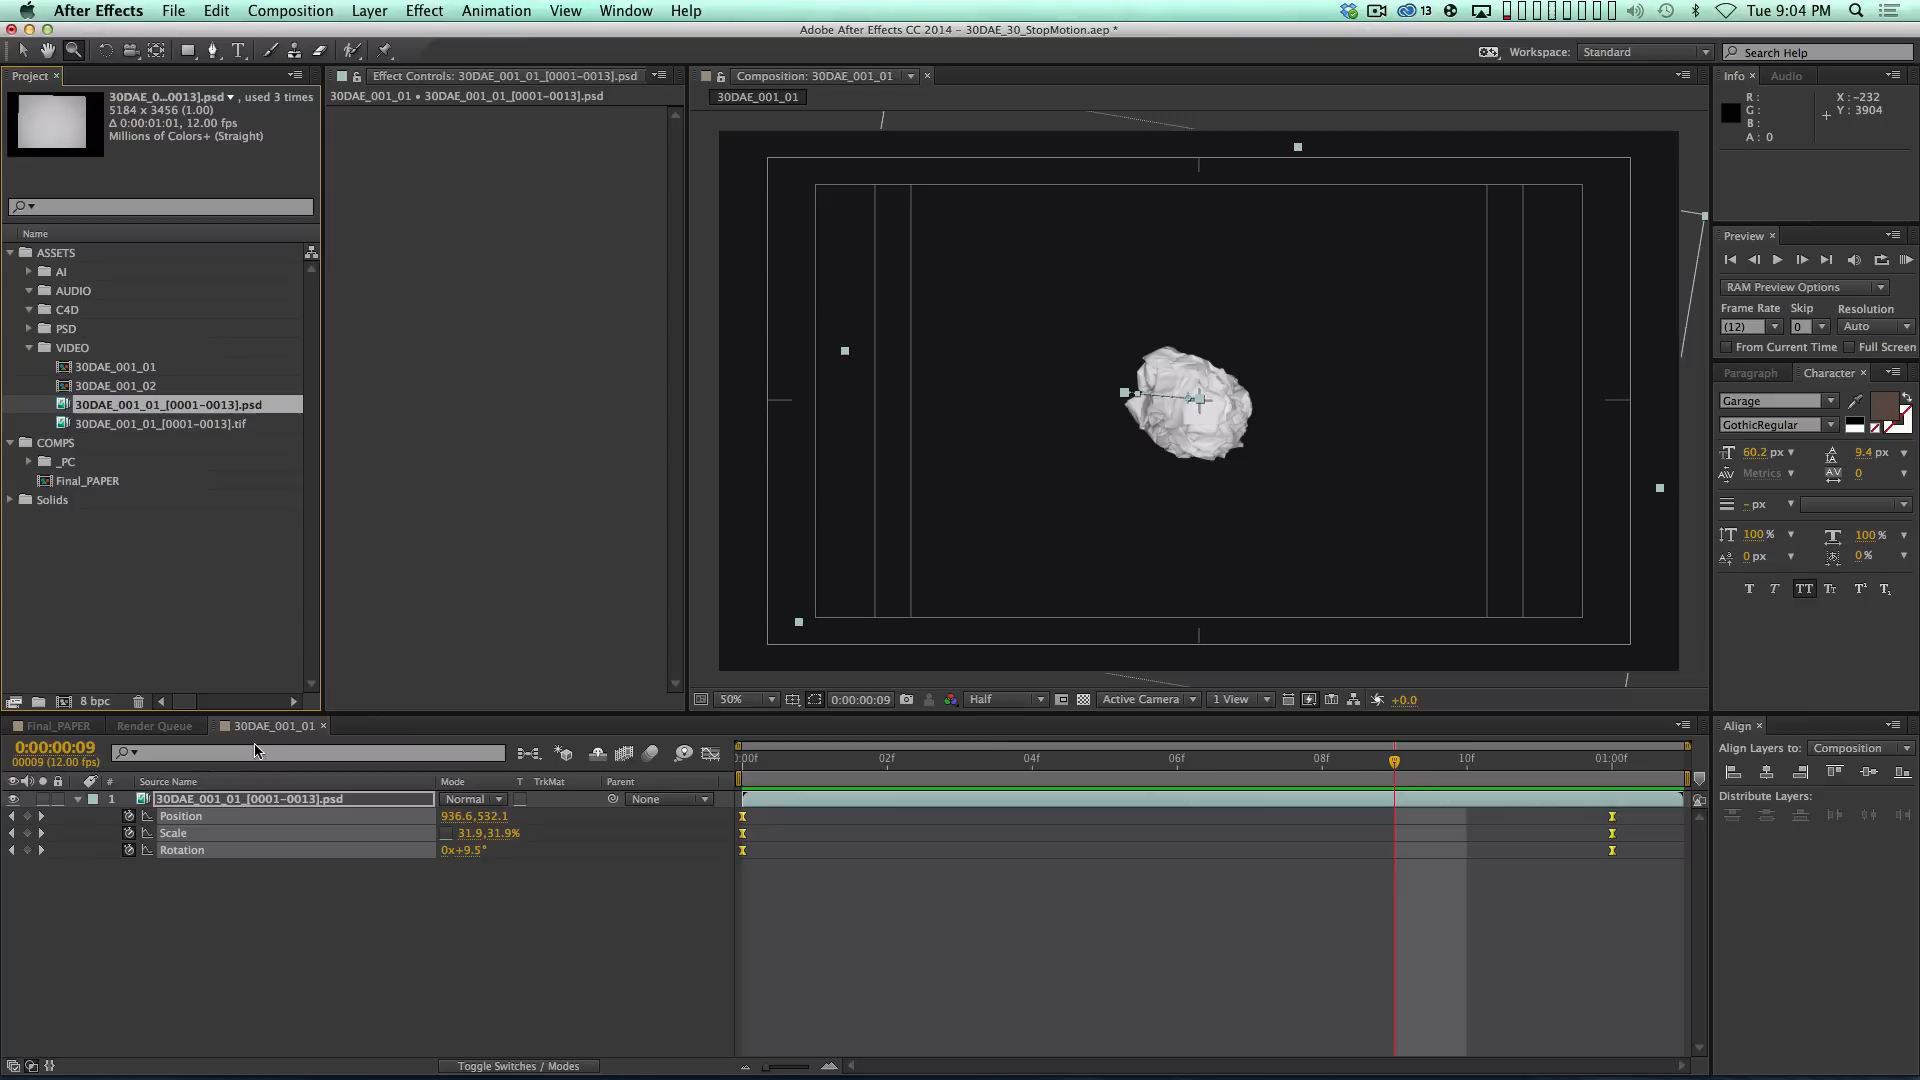 After Effects File Edit Composition Layer Effect Animation View Window Help 13 Tue 9:04 PM
Adobe After Effects CC 2014 - 30DAE_30_StopMotion.aep *
Workspace: Standard Search Help
Project × Effect Controls: 30DAE_001_01_[0001-0013].psd Composition: 30DAE_001_01 × Info × Audio
30DAE_0...0013].psd , used 3 times
5184 x 3456 (1.00)
Δ 0:00:01:01, 12.00 fps
Millions of Colors+ (Straight)
30DAE_001_01 • 30DAE_001_01_[0001-0013].psd
30DAE_001_01
R :
G :
B :
A : 0
X : -232
Y : 3904
Name
ASSETS
AI
AUDIO
C4D
PSD
VIDEO
30DAE_001_01
30DAE_001_02
30DAE_001_01_[0001-0013].psd
30DAE_001_01_[0001-0013].tif
COMPS
_PC
Final_PAPER
Solids
8 bpc
Preview ×
RAM Preview Options
Frame Rate Skip Resolution
(12) 0 Auto
From Current Time Full Screen
Paragraph Character ×
Garage
GothicRegular
60.2 px 9.4 px
Metrics 0
- px
100 % 100 %
0 px 0 %
T T TT Tt T¹ T₁
50% 0:00:00:09 Half Active Camera 1 View +0.0
Final_PAPER Render Queue 30DAE_001_01 ×
0:00:00:09
00009 (12.00 fps)
:00f 02f 04f 06f 08f 10f 01:00f
# Source Name Mode T TrkMat Parent
1 30DAE_001_01_[0001-0013].psd Normal None
Position 936.6,532.1
Scale 31.9,31.9%
Rotation 0x+9.5°
Toggle Switches / Modes
Align ×
Align Layers to: Composition
Distribute Layers: